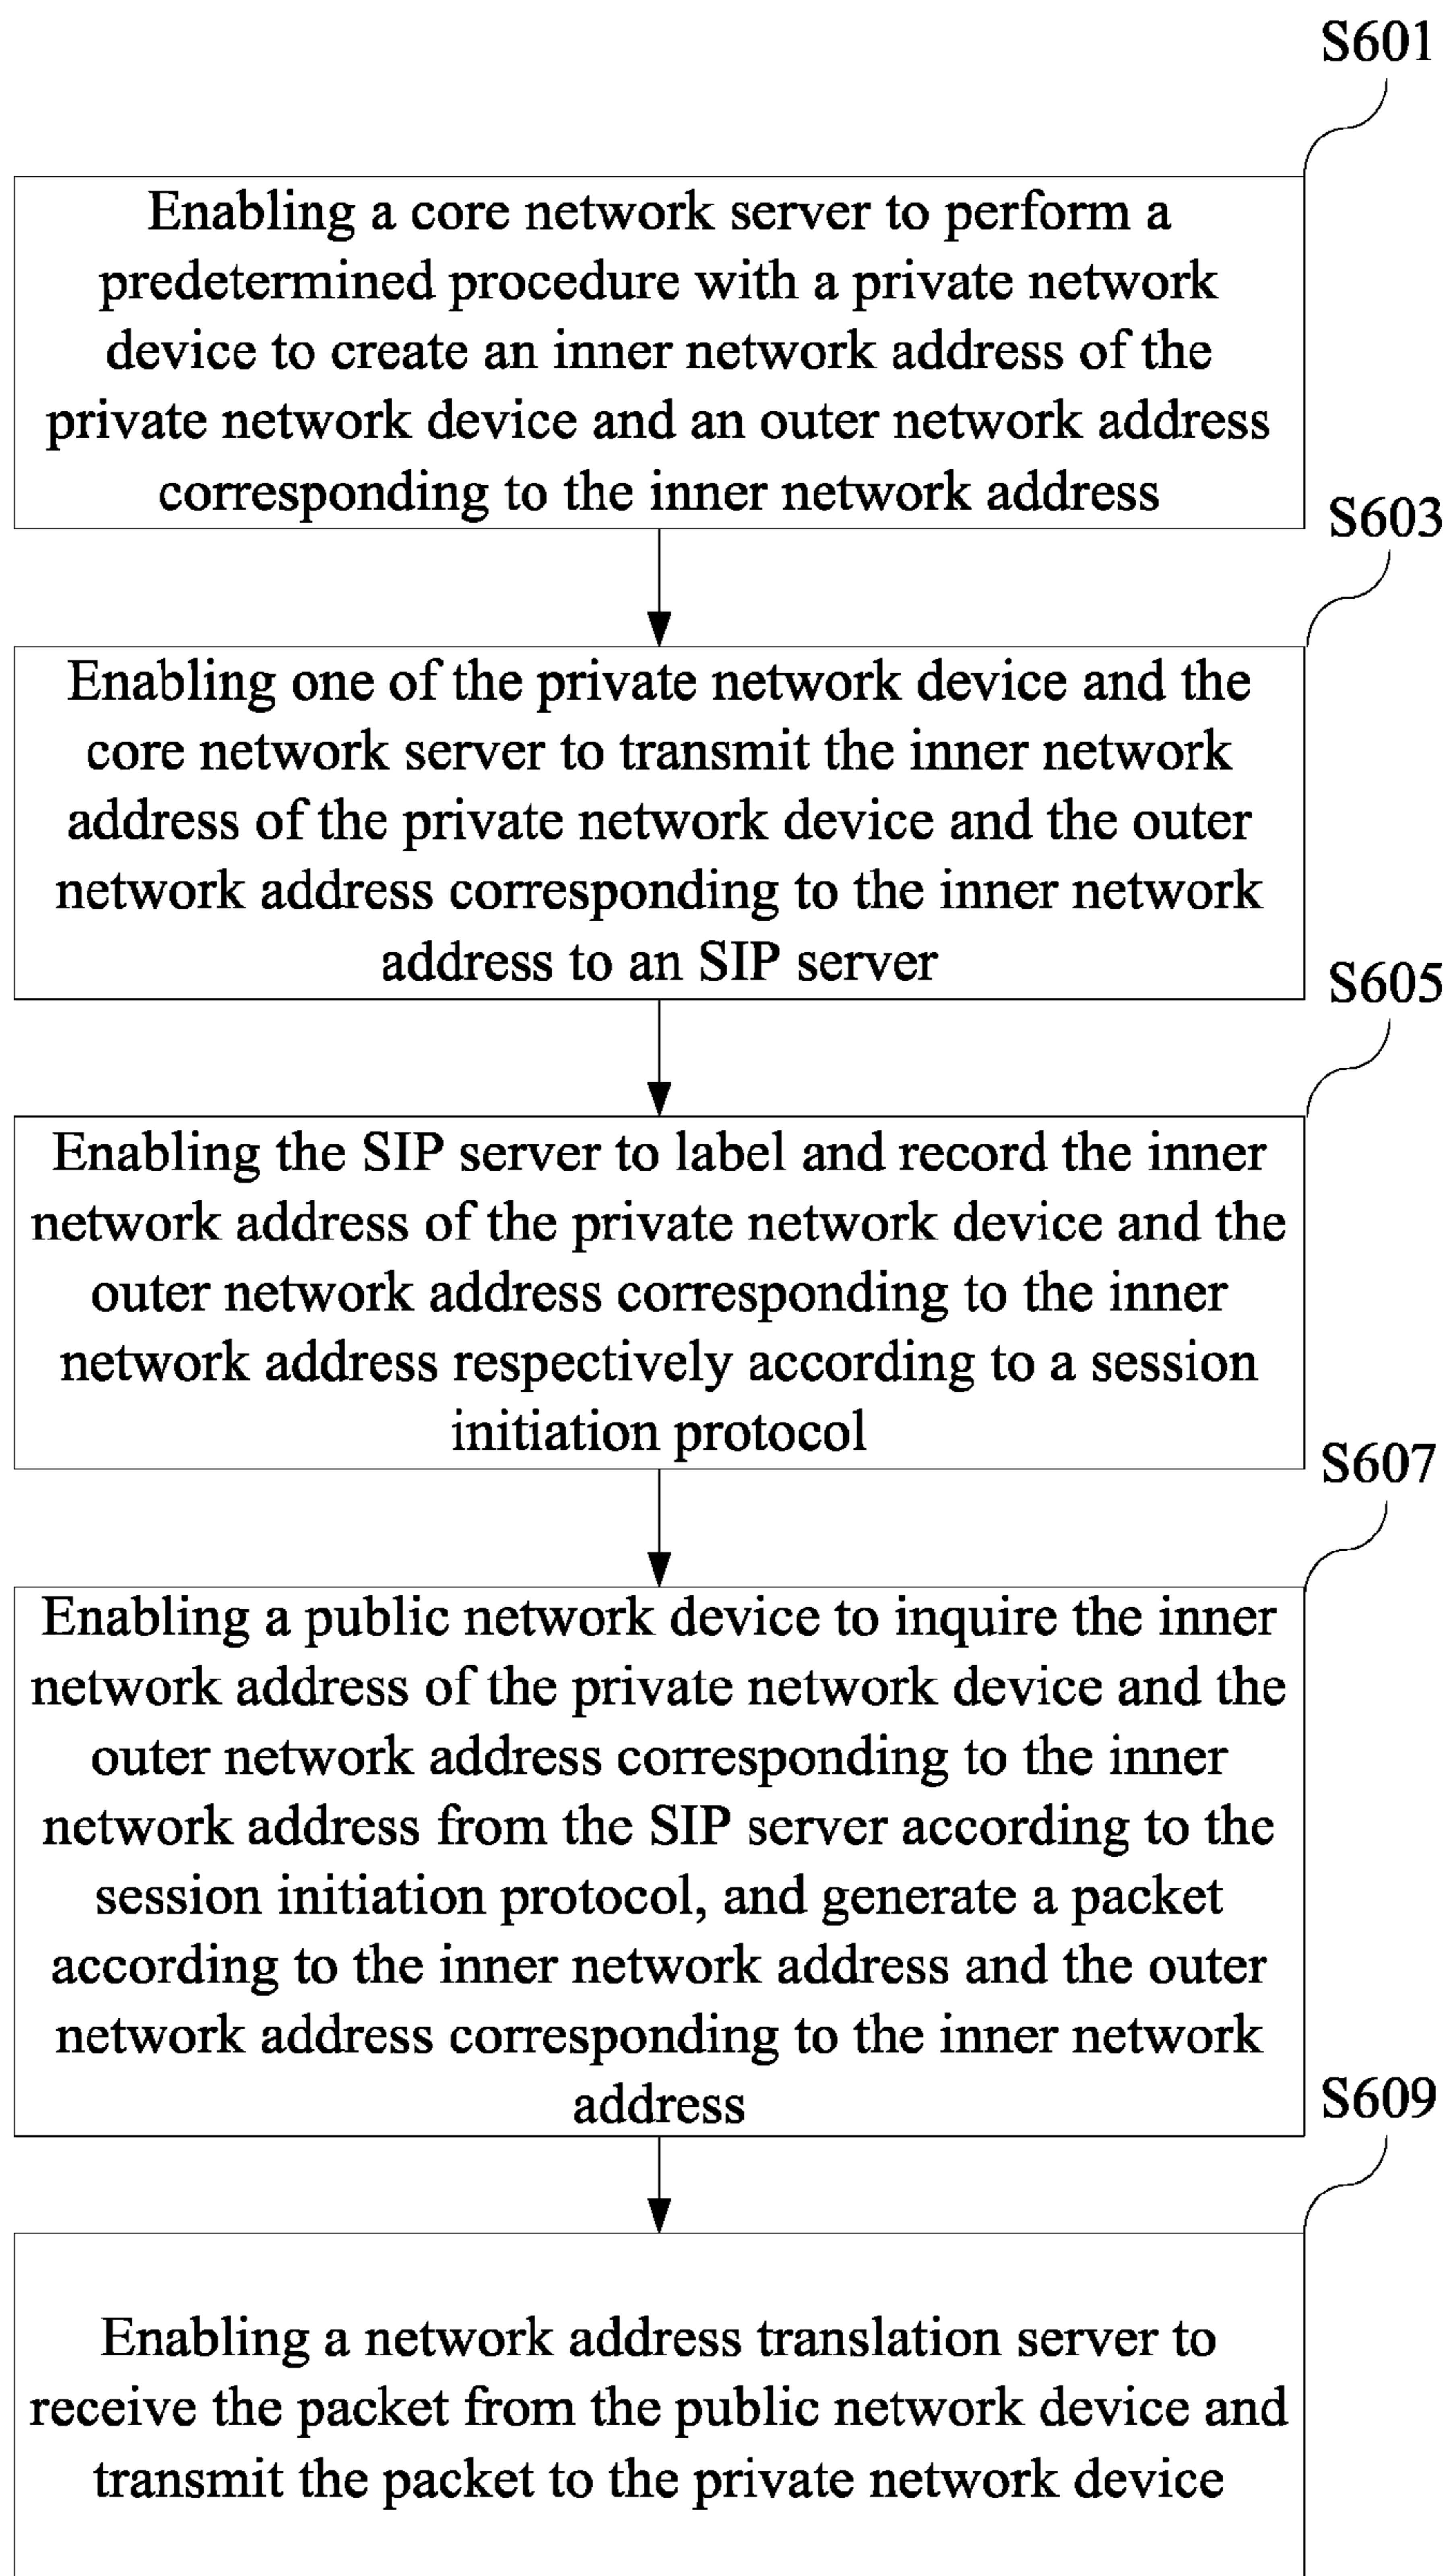 S601
Enabling a core network server to perform a
predetermined procedure with a private network
device to create an inner network address of the
private network device and an outer network address
corresponding to the inner network address
S603
Enabling one of the private network device and the
core network server to transmit the inner network
address of the private network device and the outer
network address corresponding to the inner network
address to an SIP server
S605
Enabling the SIP server to label and record the inner
network address of the private network device and the
outer network address corresponding to the inner
network address respectively according to a session
initiation protocol
S607
Enabling a public network device to inquire the inner
network address of the private network device and the
outer network address corresponding to the inner
network address from the SIP server according to the
session initiation protocol, and generate a packet
according to the inner network address and the outer
network address corresponding to the inner network
address
S609
Enabling a network address translation server to
receive the packet from the public network device and
transmit the packet to the private network device